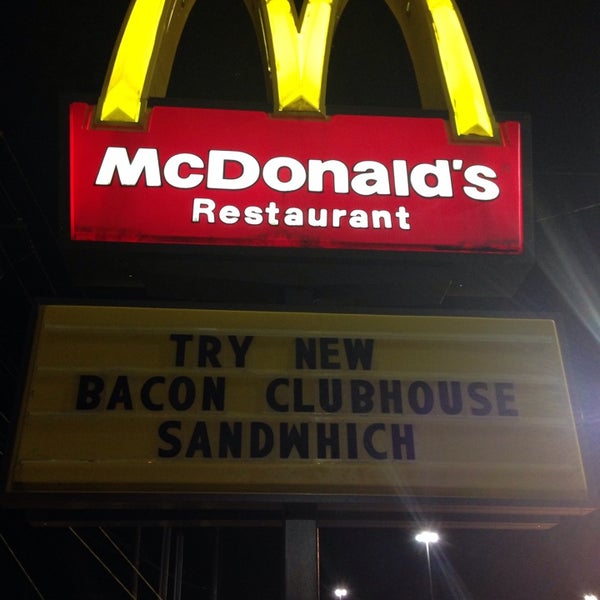 McDonald's
Restaurant
TRY NEW
BACON CLUBHOUSE
SANDWHICH